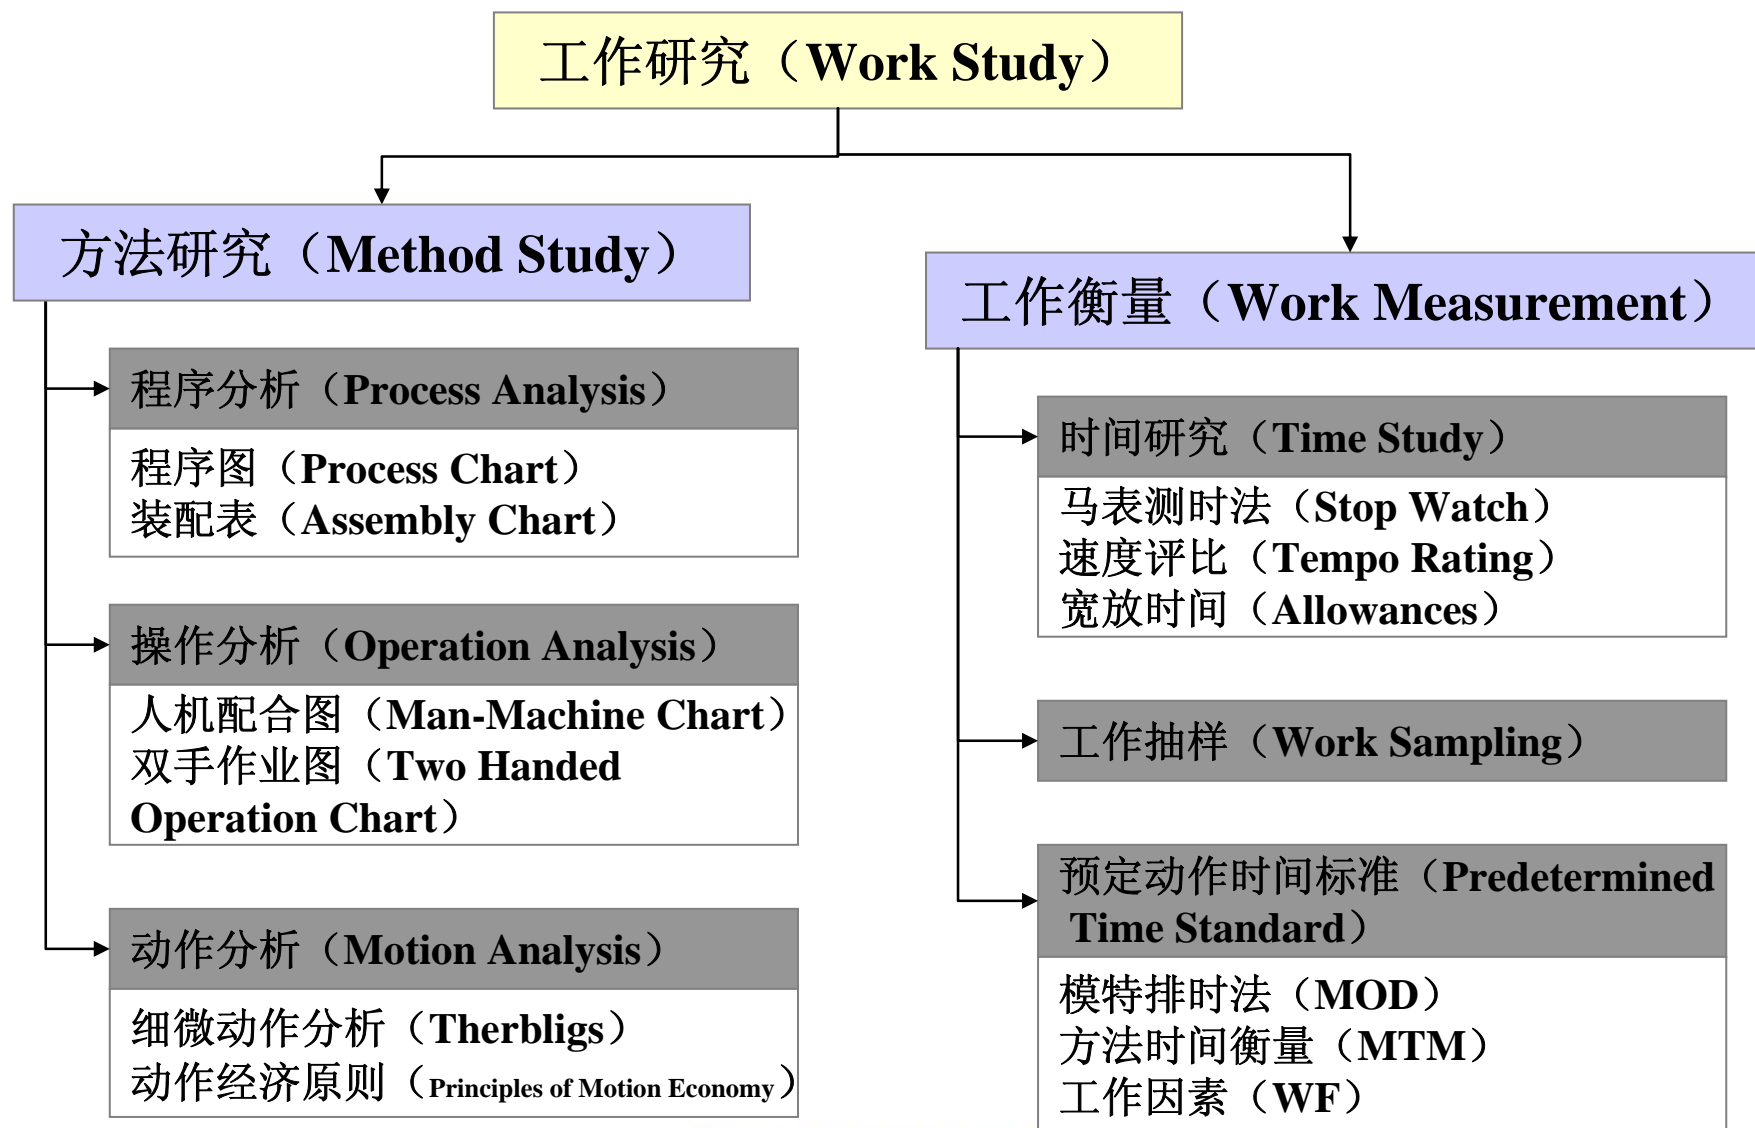 工作研究（Work Study）
方法研究（Method Study）
程序分析（Process Analysis）
程序图（Process Chart）
装配表（Assembly Chart）
操作分析（Operation Analysis）
人机配合图（Man-Machine Chart）
双手作业图（Two Handed
Operation Chart）
动作分析（Motion Analysis）
细微动作分析（Therbligs）
动作经济原则（Principles of Motion Economy）
工作衡量（Work Measurement）
时间研究（Time Study）
马表测时法（Stop Watch）
速度评比（Tempo Rating）
宽放时间（Allowances）
工作抽样（Work Sampling）
预定动作时间标准（Predetermined
Time Standard）
模特排时法（MOD）
方法时间衡量（MTM）
工作因素（WF）